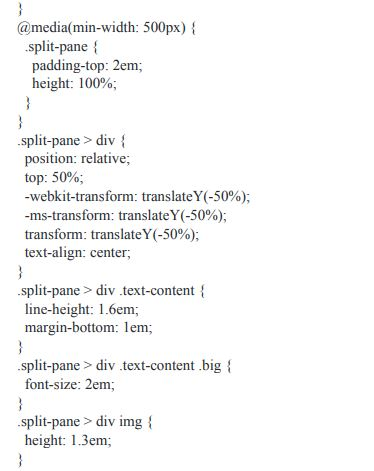 }
@media(min-width: 500px) {
.split-pane {
padding-top: 2em;
height: 100%;
}
}
.split-pane > div {
position: relative;
top: 50%;
-webkit-transform: translateY(-50%);
-ms-transform: translateY(-50%);
transform: translateY(-50%);
text-align: center;
}
.split-pane > div .text-content {
line-height: 1.6em;
margin-bottom: 1em;
}
.split-pane > div .text-content .big {
font-size: 2em;
}
.split-pane > div img {
height: 1.3em;
}